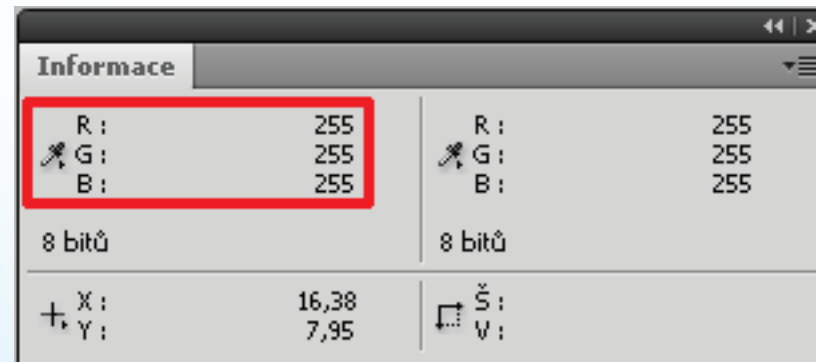 Informace
R : 255 R : 255
G : 255 G : 255
B : 255 B : 255
8 bitů 8 bitů
X : 16,38 Š :
Y : 7,95 V :